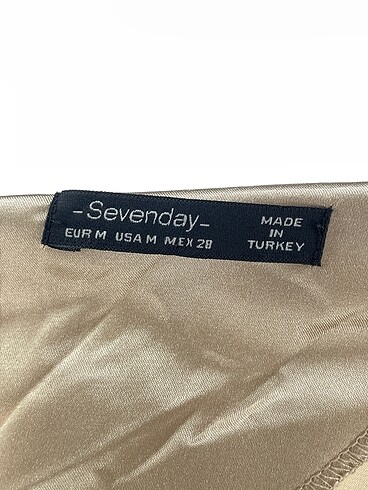 -Sevenday-
EUR M USA M MEX 28
MADE
IN
TURKEY